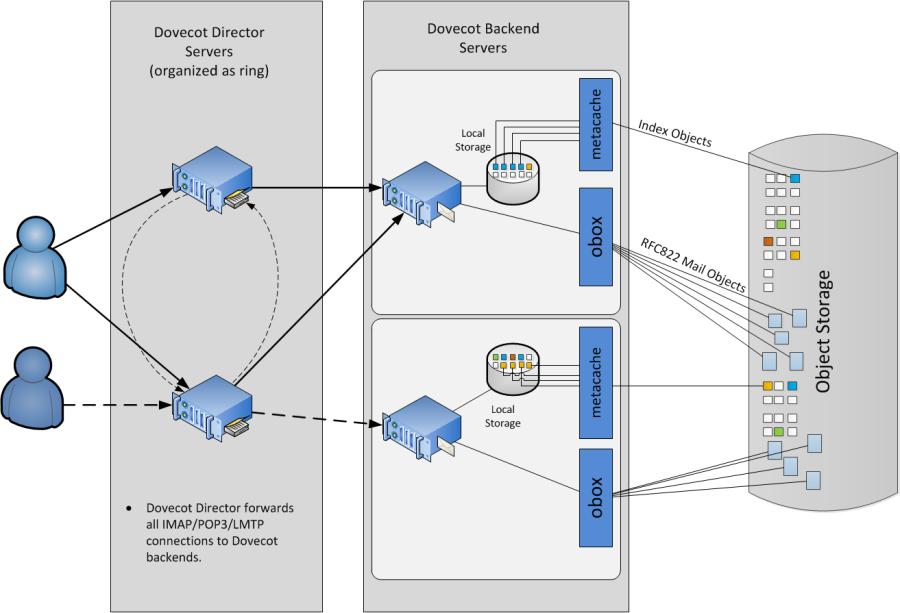 Dovecot Director
Servers
(organized as ring)
Dovecot Backend
Servers
Local
Storage
metacache
Index Objects
obox
RFC822 Mail Objects
Object Storage
Local
Storage
metacache
obox
• Dovecot Director forwards
all IMAP/POP3/LMTP
connections to Dovecot
backends.